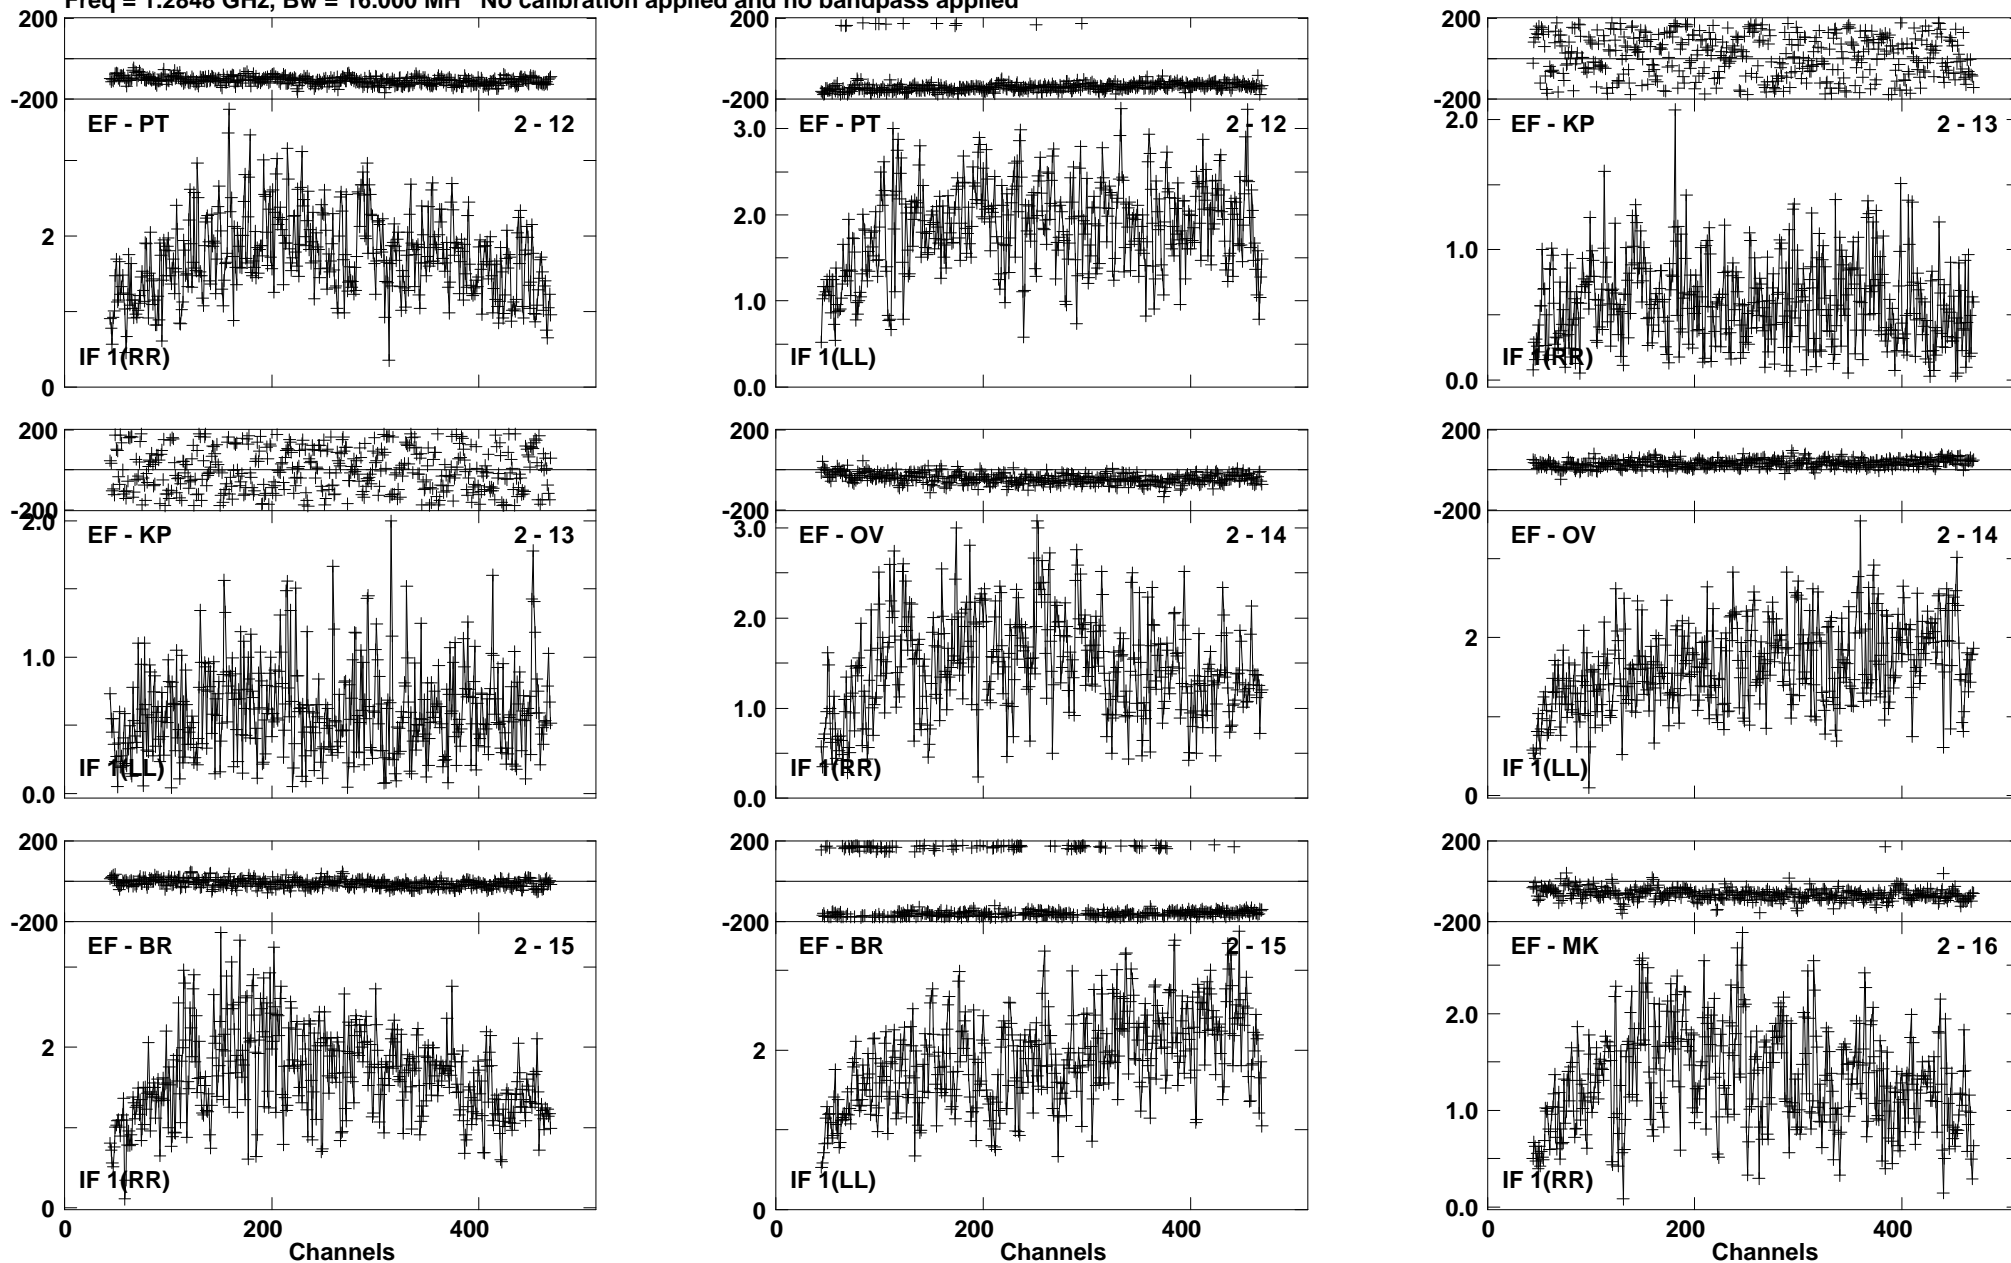 Freq = 1.2848 GHz, Bw = 16.000 MH No calibration applied and no bandpass applied
200
-200
EF - PT
2 - 12
2
0
IF 1(RR)
200
-200
EF - PT
2 - 12
3.0
2.0
1.0
0.0
IF 1(LL)
200
-200
EF - KP
2 - 13
2.0
1.0
0.0
IF 1(RR)
200
-200
EF - KP
2 - 13
2.0
1.0
0.0
IF 1(LL)
200
-200
EF - OV
2 - 14
3.0
2.0
1.0
0.0
IF 1(RR)
200
-200
EF - OV
2 - 14
2
0
IF 1(LL)
200
-200
EF - BR
2 - 15
2
0
IF 1(RR)
0 200 400
Channels
200
-200
EF - BR
2 - 15
2
0
IF 1(LL)
0 200 400
200
-200
EF - MK
2 - 16
2.0
1.0
0.0
IF 1(RR)
0 200 400
Channels